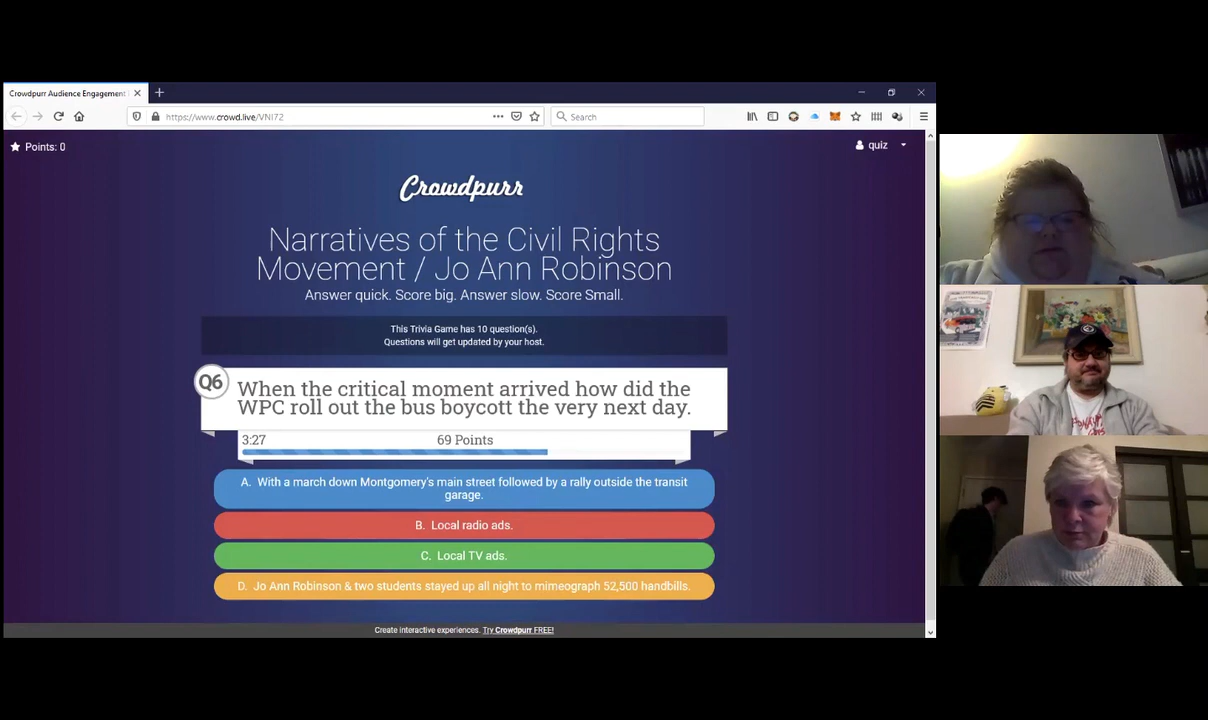 Crowdpurr Audience Engagement
https://www.crowd.live/VNI72
Search
Points: 0
quiz
Crowdpurr
Narratives of the Civil Rights
Movement / Jo Ann Robinson
Answer quick. Score big. Answer slow. Score Small.
This Trivia Game has 10 question(s).
Questions will get updated by your host.
Q6
When the critical moment arrived how did the
WPC roll out the bus boycott the very next day.
3:27
69 Points
A. With a march down Montgomery's main street followed by a rally outside the transit
garage.
B. Local radio ads.
C. Local TV ads.
D. Jo Ann Robinson & two students stayed up all night to mimeograph 52,500 handbills.
Create interactive experiences. Try Crowdpurr FREE!